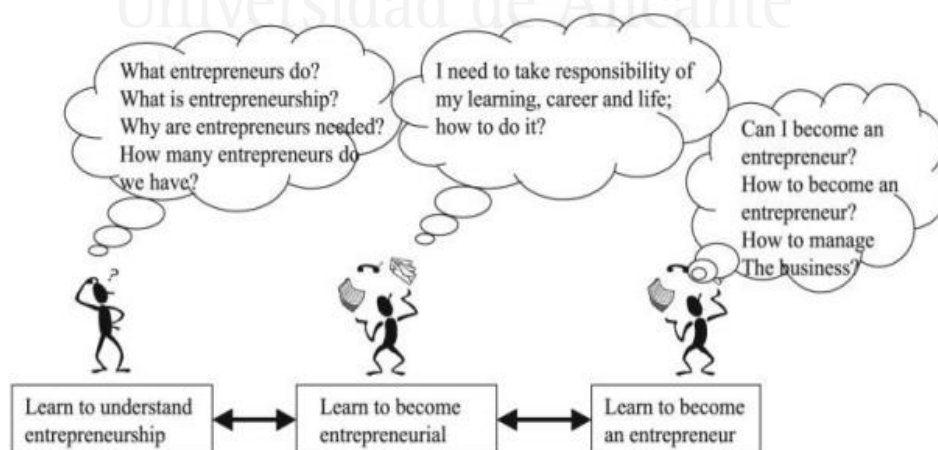 Universidad de Alicante
What entrepreneurs do?
What is entrepreneurship?
Why are entrepreneurs needed?
How many entrepreneurs do
we have?
I need to take responsibility of
my learning, career and life;
how to do it?
Can I become an
entrepreneur?
How to become an
entrepreneur?
How to manage
The business?
?
Learn to understand
entrepreneurship
Learn to become
entrepreneurial
Learn to become
an entrepreneur